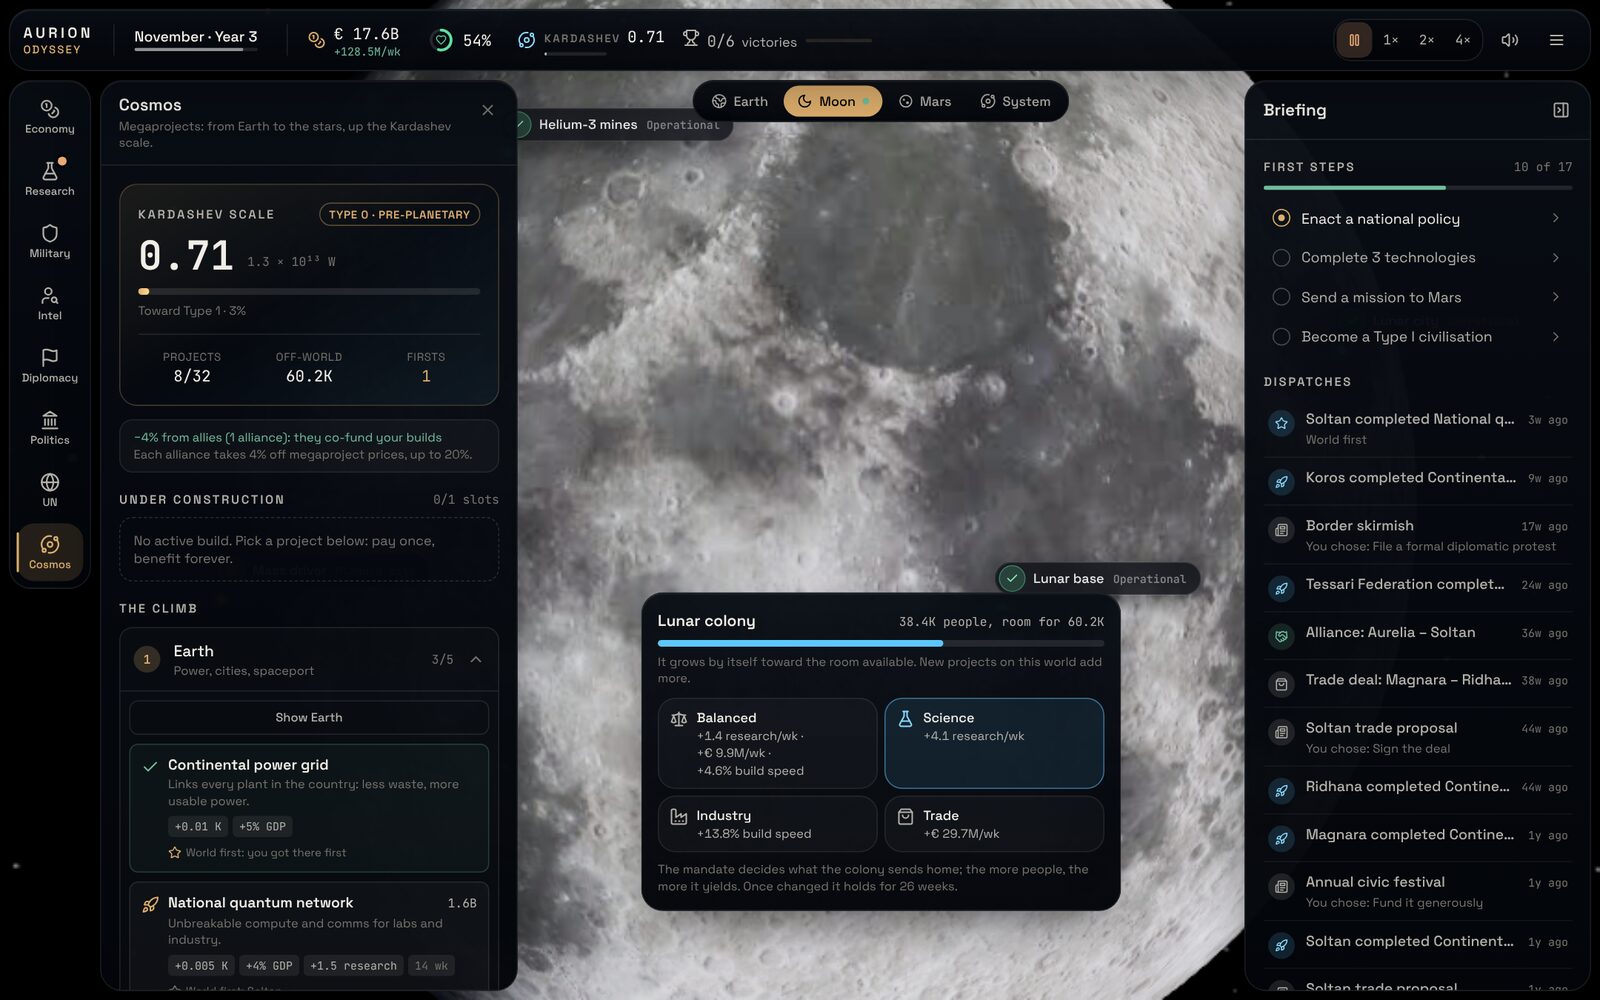 AURION
ODYSSEY
November · Year 3
€ 17.6B
+128.5M/wk
54%
KARDASHEV 0.71
0/6 victories
1×
2×
4×
Economy
Research
Military
Intel
Diplomacy
Politics
UN
Cosmos
Cosmos
Megaprojects: from Earth to the stars, up the Kardashev
scale.
KARDASHEV SCALE
TYPE 0 · PRE-PLANETARY
0.71 1.3 × 10¹³ W
Toward Type 1 · 3%
PROJECTS
8/32
OFF-WORLD
60.2K
FIRSTS
1
−4% from allies (1 alliance): they co-fund your builds
Each alliance takes 4% off megaproject prices, up to 20%.
UNDER CONSTRUCTION 0/1 slots
No active build. Pick a project below: pay once,
benefit forever.
Mass driver
THE CLIMB
1
Earth
Power, cities, spaceport
3/5
Show Earth
Continental power grid
Links every plant in the country: less waste, more
usable power.
+0.01 K +5% GDP
World first: you got there first
National quantum network 1.6B
Unbreakable compute and comms for labs and
industry.
+0.005 K +4% GDP +1.5 research 14 wk
World first: Soltan
Earth
Moon
Mars
System
Helium-3 mines Operational
Lunar base Operational
Lunar colony 38.4K people, room for 60.2K
It grows by itself toward the room available. New projects on this world add
more.
Balanced
+1.4 research/wk ·
+€ 9.9M/wk ·
+4.6% build speed
Science
+4.1 research/wk
Industry
+13.8% build speed
Trade
+€ 29.7M/wk
The mandate decides what the colony sends home; the more people, the
more it yields. Once changed it holds for 26 weeks.
Briefing
FIRST STEPS 10 of 17
Enact a national policy
Complete 3 technologies
Send a mission to Mars
Lunar city
Become a Type I civilisation
DISPATCHES
Soltan completed National q... 3w ago
World first
Koros completed Continenta... 9w ago
Border skirmish 17w ago
You chose: File a formal diplomatic protest
Tessari Federation complet... 24w ago
Alliance: Aurelia – Soltan 36w ago
Trade deal: Magnara – Ridha... 38w ago
Soltan trade proposal 44w ago
You chose: Sign the deal
Ridhana completed Contine... 44w ago
Magnara completed Contine... 1y ago
Annual civic festival 1y ago
You chose: Fund it generously
Soltan completed Continent... 1y ago
Soltan trade proposal 1y ago